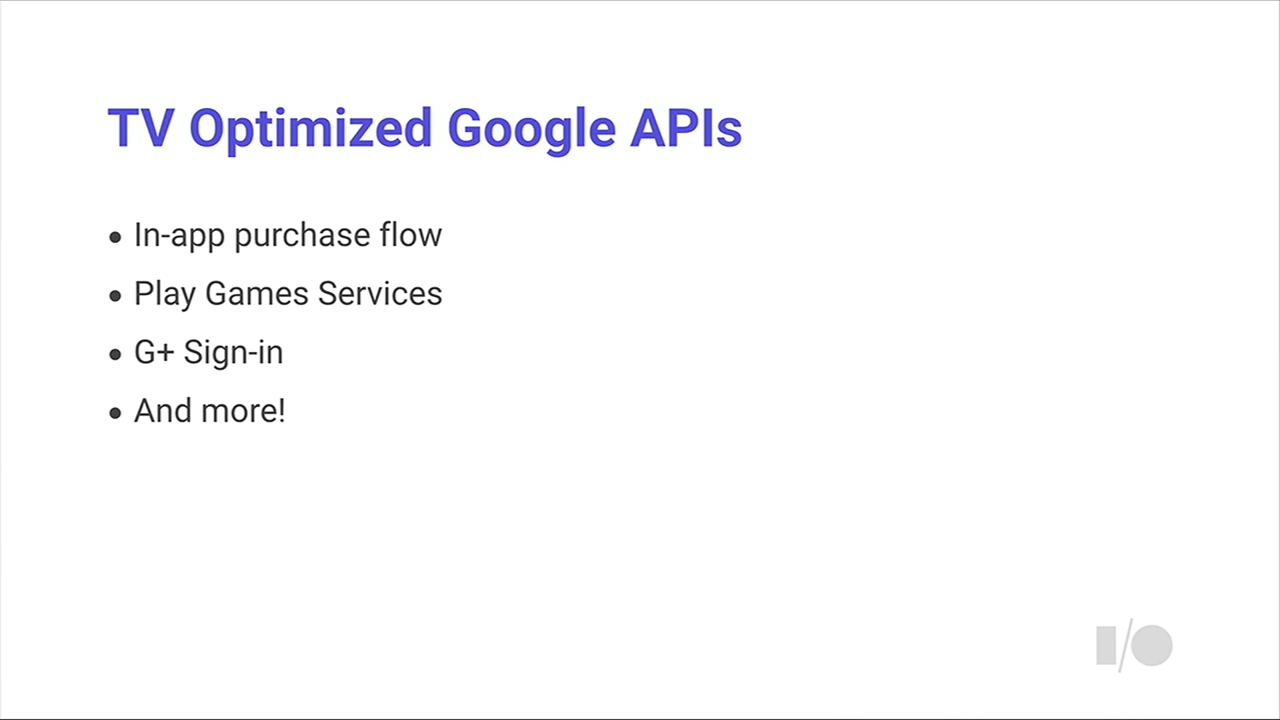 TV Optimized Google APIs
• In-app purchase flow
• Play Games Services
• G+ Sign-in
• And more!
I/O